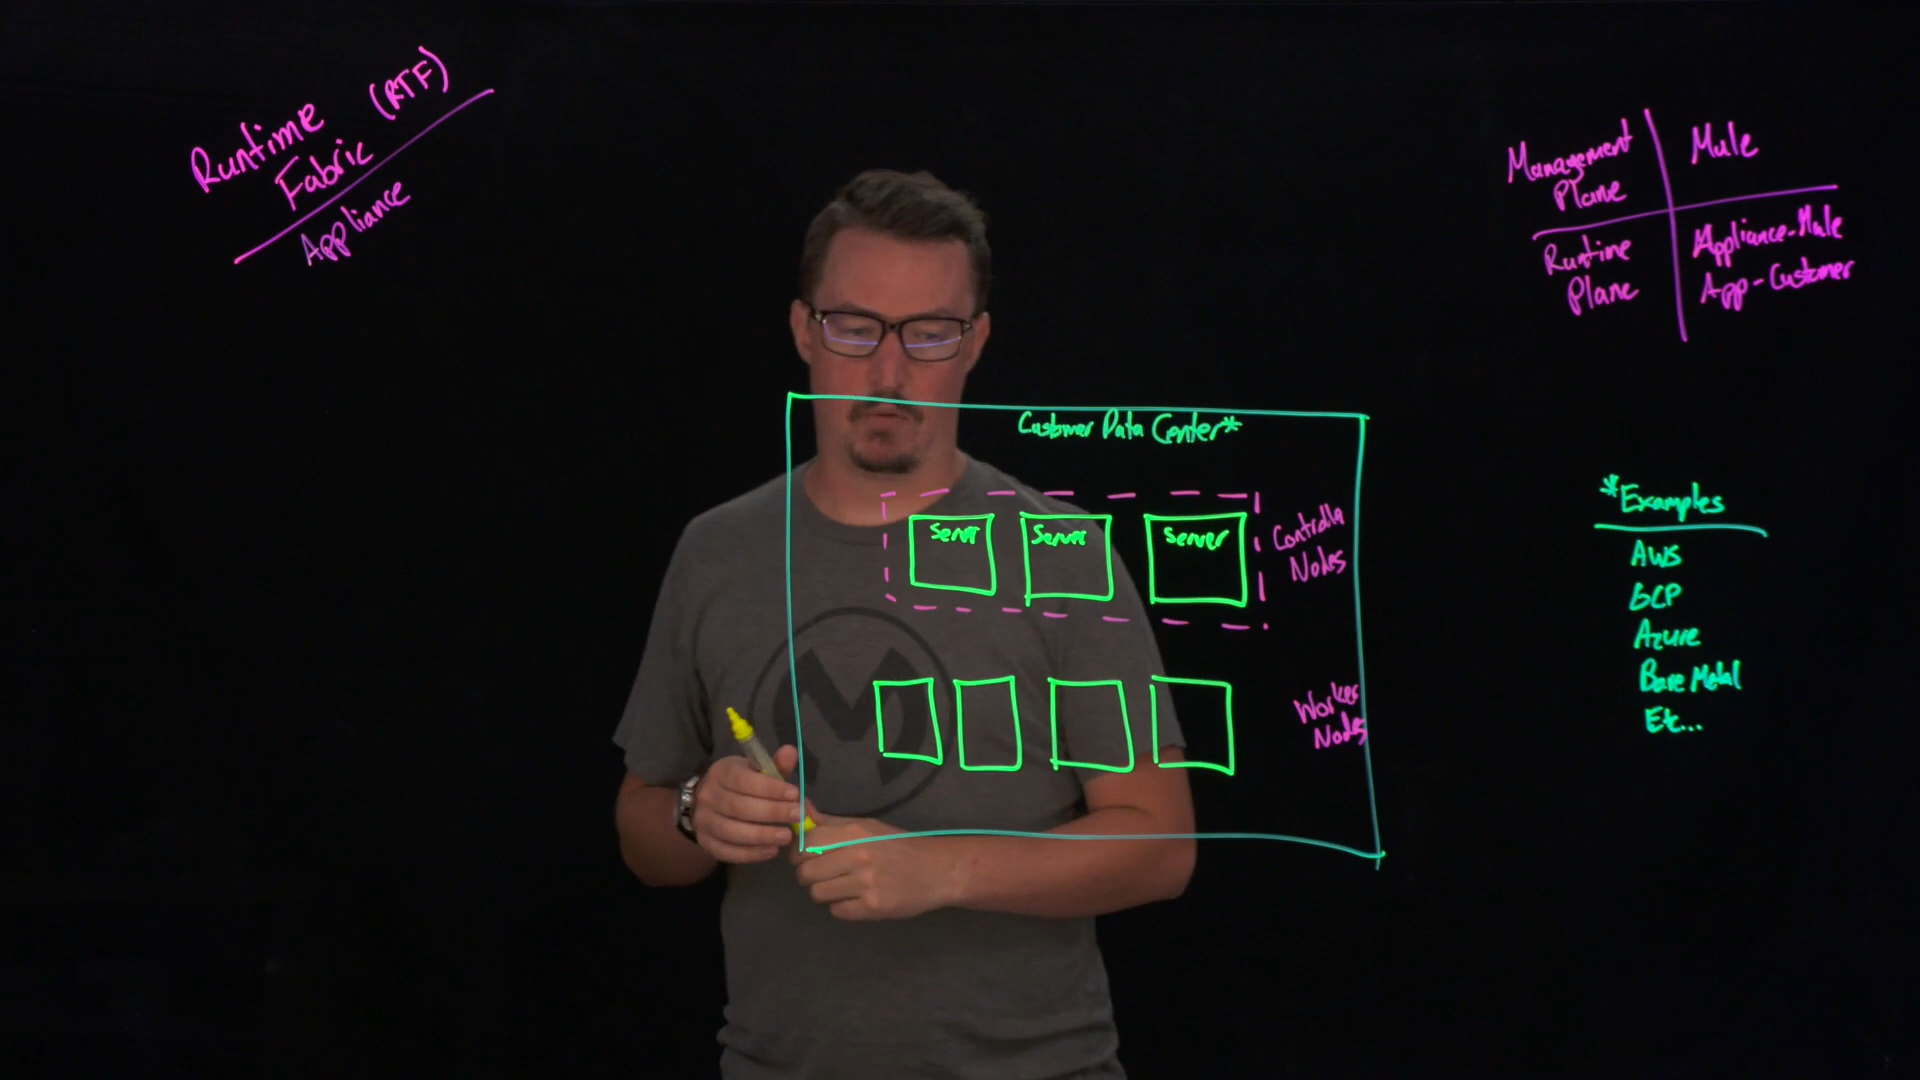 Runtime (RTF)
Fabric
Appliance
Management
Plane
Mule
Runtime
Plane
Appliance-Mule
App-Customer
Customer Data Center*
Server
Server
Server
Controlla
Nodes
Worker
Nodes
*Examples
AWS
GCP
Azure
Bare Metal
Etc...